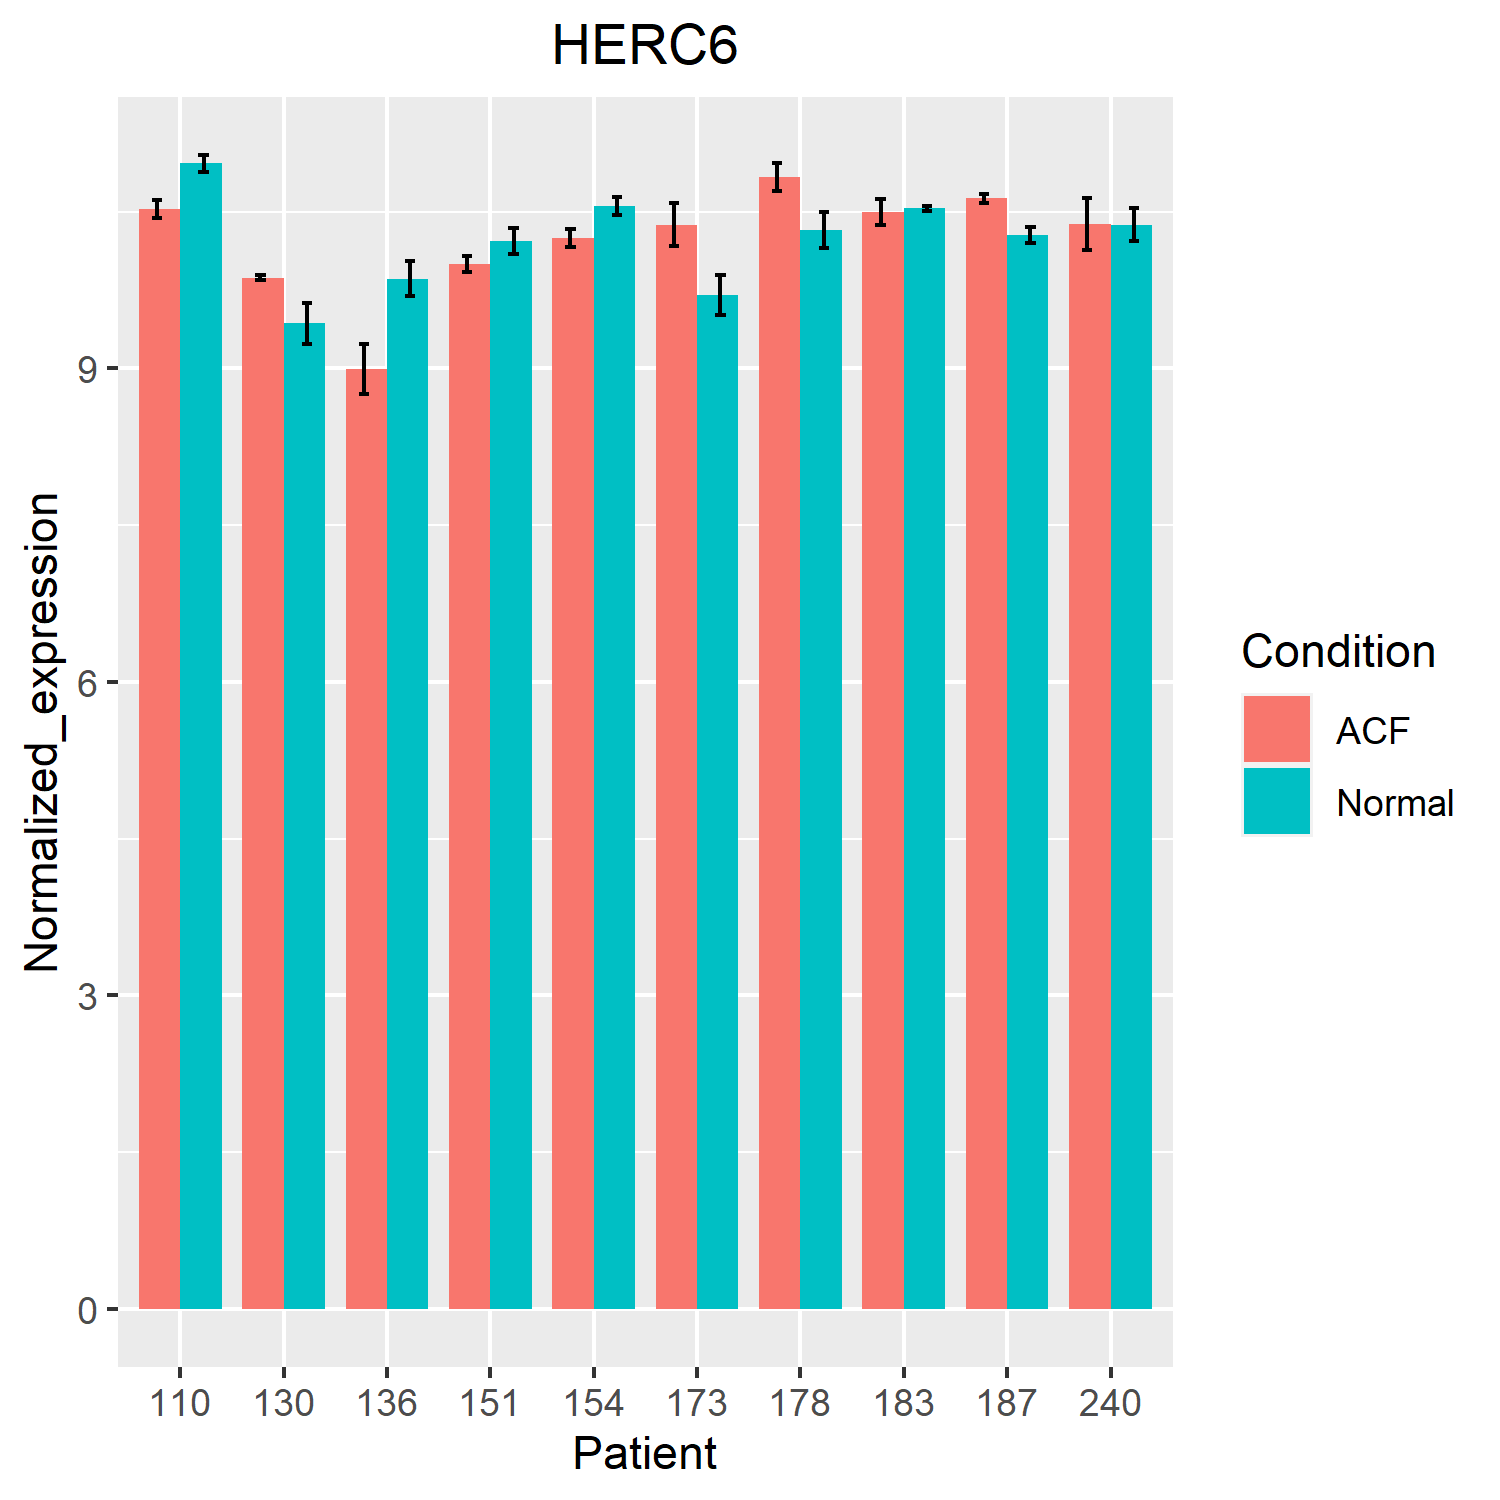 HERC6
Normalized_expression
9
6
3
0
110 130 136 151 154 173 178 183 187 240
Patient
Condition
ACF
Normal